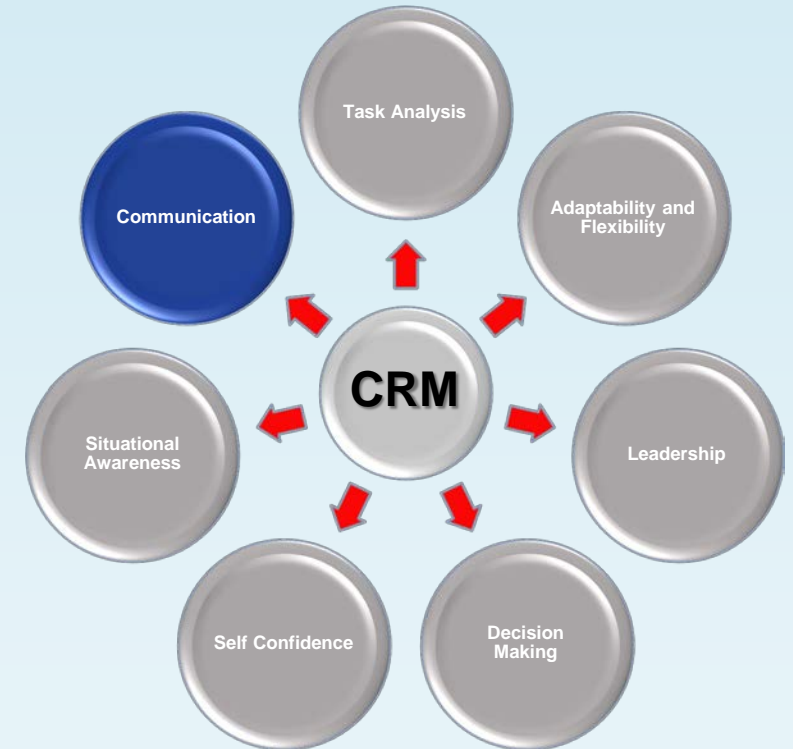 Task Analysis
Communication
Adaptability and
Flexibility
CRM
Situational
Awareness
Leadership
Self Confidence
Decision
Making